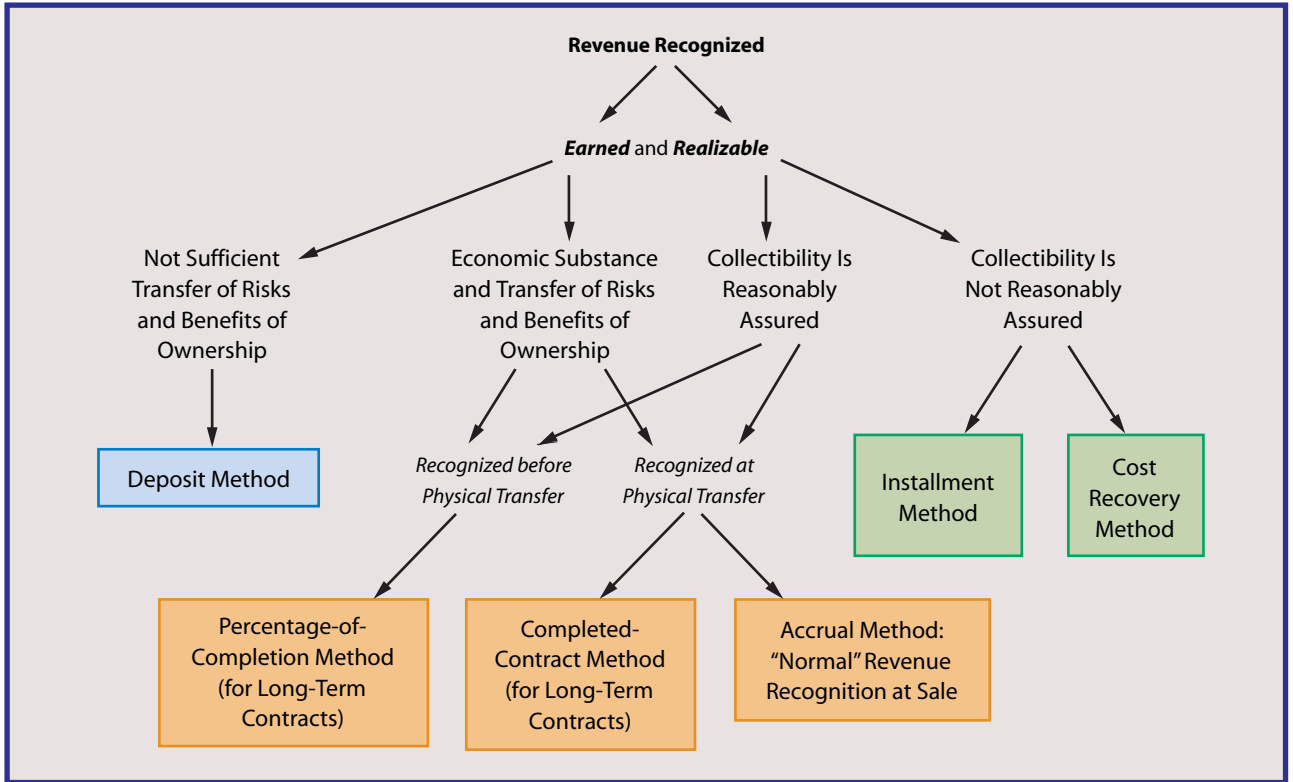 Revenue Recognized
Earned and Realizable
Not Sufficient
Transfer of Risks
and Benefits of
Ownership
Economic Substance
and Transfer of Risks
and Benefits of
Ownership
Collectibility Is
Reasonably
Assured
Collectibility Is
Not Reasonably
Assured
Deposit Method
Recognized before
Physical Transfer
Recognized at
Physical Transfer
Installment
Method
Cost
Recovery
Method
Percentage-of-
Completion Method
(for Long-Term
Contracts)
Completed-
Contract Method
(for Long-Term
Contracts)
Accrual Method:
“Normal” Revenue
Recognition at Sale